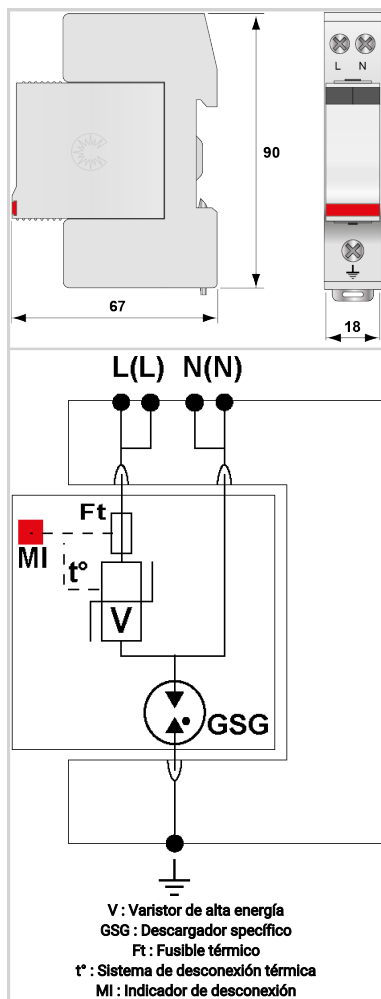 L N
90
67
18
L(L) N(N)
Ft
MI
t°
V
GSG
V : Varistor de alta energía
GSG : Descargador specífico
Ft : Fusible térmico
t° : Sistema de desconexión térmica
MI : Indicador de desconexión